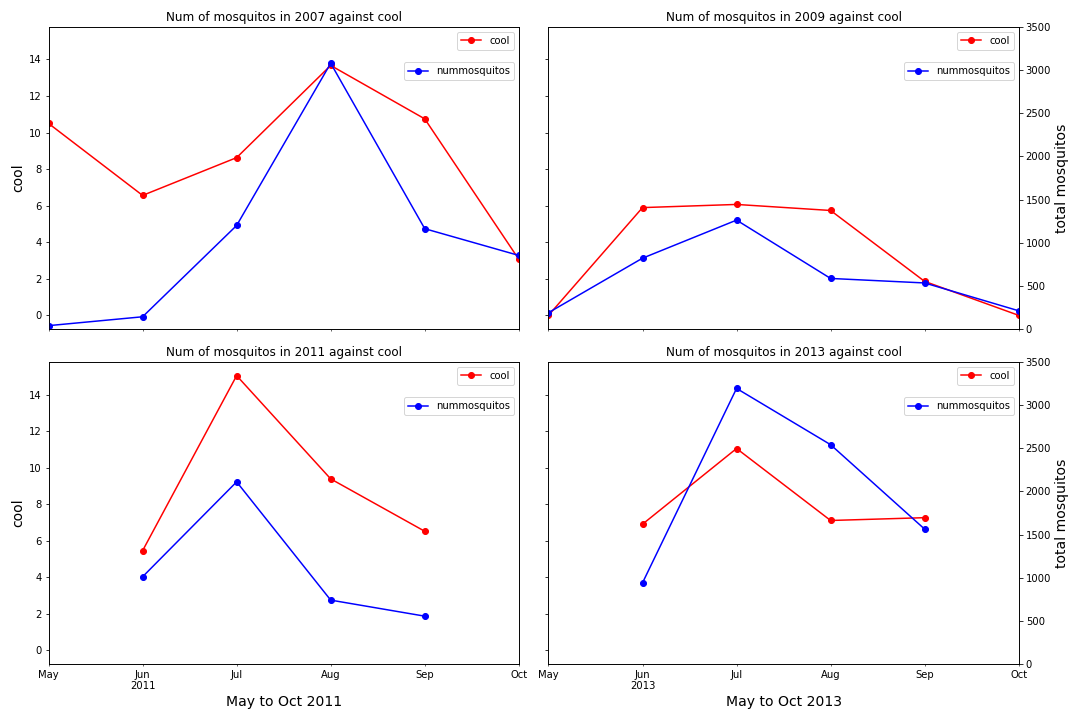 Num of mosquitos in 2007 against cool
cool
nummosquitos
14
12
10
8
6
4
2
0
cool
Num of mosquitos in 2009 against cool
cool
nummosquitos
3500
3000
2500
2000
1500
1000
500
0
total mosquitos
Num of mosquitos in 2011 against cool
cool
nummosquitos
14
12
10
8
6
4
2
0
cool
May Jun Jul Aug Sep Oct
2011
May to Oct 2011
Num of mosquitos in 2013 against cool
cool
nummosquitos
3500
3000
2500
2000
1500
1000
500
0
total mosquitos
May Jun Jul Aug Sep Oct
2013
May to Oct 2013